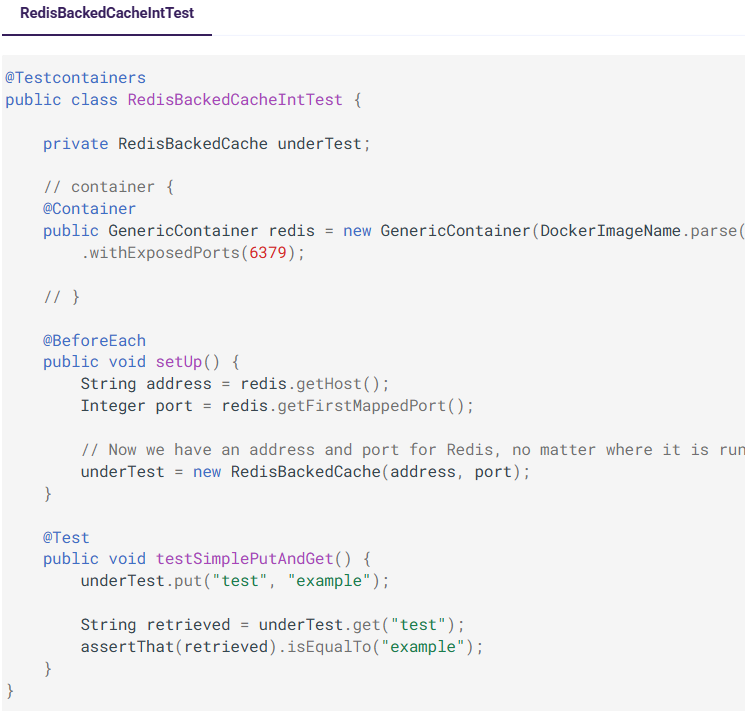 RedisBackedCacheIntTest
@Testcontainers
public class RedisBackedCacheIntTest {
private RedisBackedCache underTest;
// container {
@Container
public GenericContainer redis = new GenericContainer(DockerImageName.parse(
.withExposedPorts(6379);
// }
@BeforeEach
public void setUp() {
String address = redis.getHost();
Integer port = redis.getFirstMappedPort();
// Now we have an address and port for Redis, no matter where it is run
underTest = new RedisBackedCache(address, port);
}
@Test
public void testSimplePutAndGet() {
underTest.put("test", "example");
String retrieved = underTest.get("test");
assertThat(retrieved).isEqualTo("example");
}
}